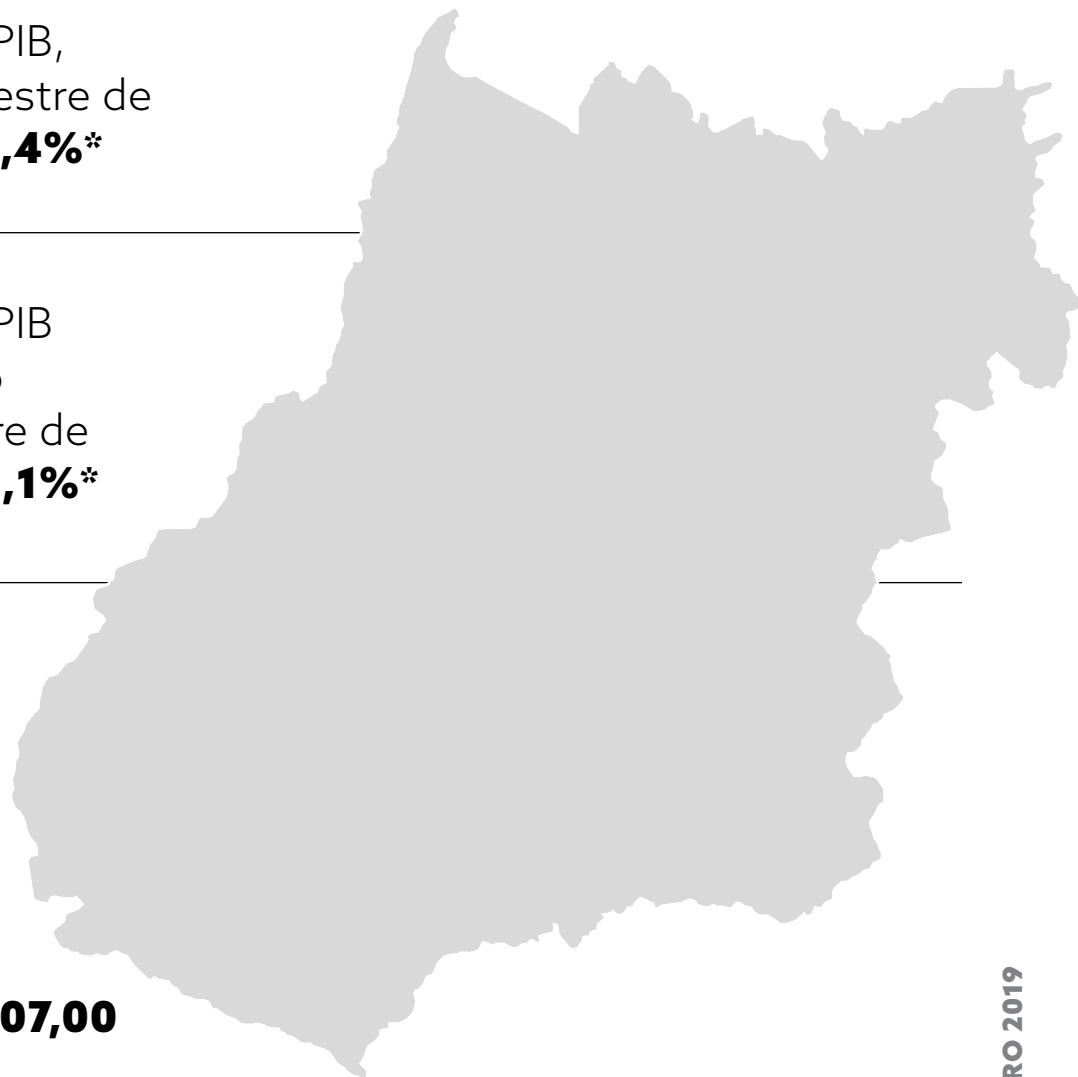 PIB,
estre de
,4%*
PIB
o
re de
,1%*
07,00
RO 2019